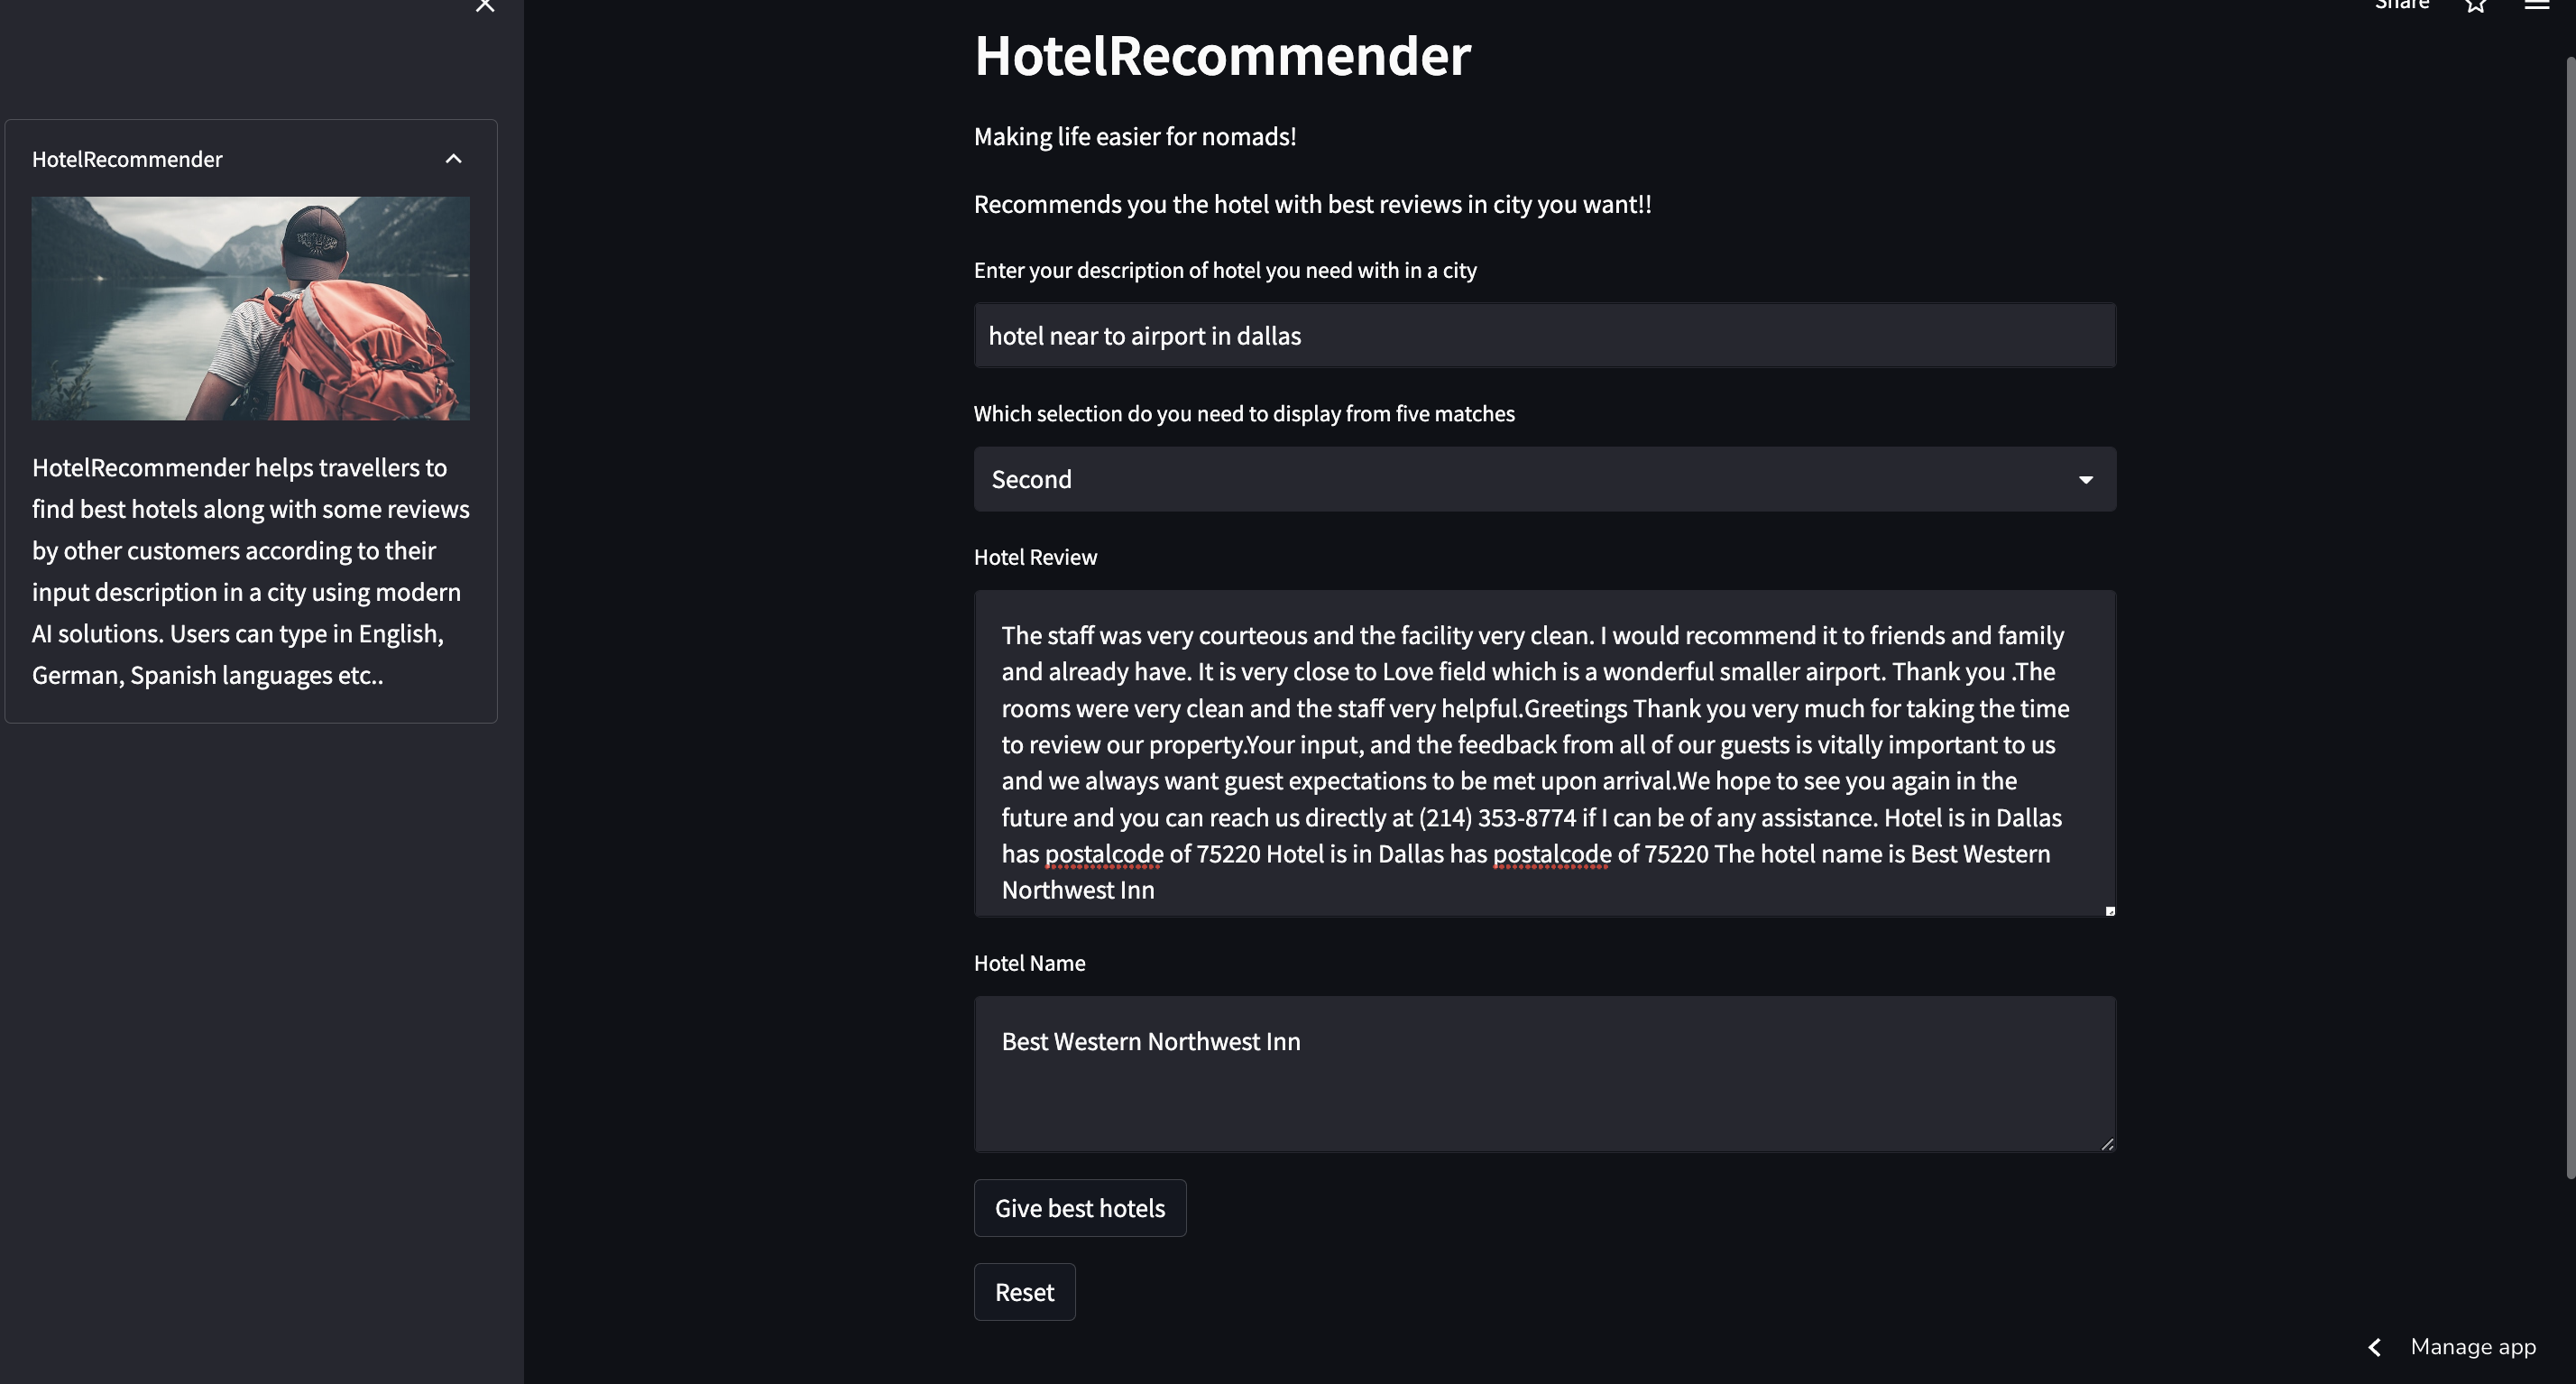 Share
HotelRecommender
HotelRecommender helps travellers to
find best hotels along with some reviews
by other customers according to their
input description in a city using modern
AI solutions. Users can type in English,
German, Spanish languages etc..
HotelRecommender
Making life easier for nomads!
Recommends you the hotel with best reviews in city you want!!
Enter your description of hotel you need with in a city
hotel near to airport in dallas
Which selection do you need to display from five matches
Second
Hotel Review
The staff was very courteous and the facility very clean. I would recommend it to friends and family
and already have. It is very close to Love field which is a wonderful smaller airport. Thank you .The
rooms were very clean and the staff very helpful.Greetings Thank you very much for taking the time
to review our property.Your input, and the feedback from all of our guests is vitally important to us
and we always want guest expectations to be met upon arrival.We hope to see you again in the
future and you can reach us directly at (214) 353-8774 if I can be of any assistance. Hotel is in Dallas
has postalcode of 75220 Hotel is in Dallas has postalcode of 75220 The hotel name is Best Western
Northwest Inn
Hotel Name
Best Western Northwest Inn
Give best hotels
Reset
Manage app